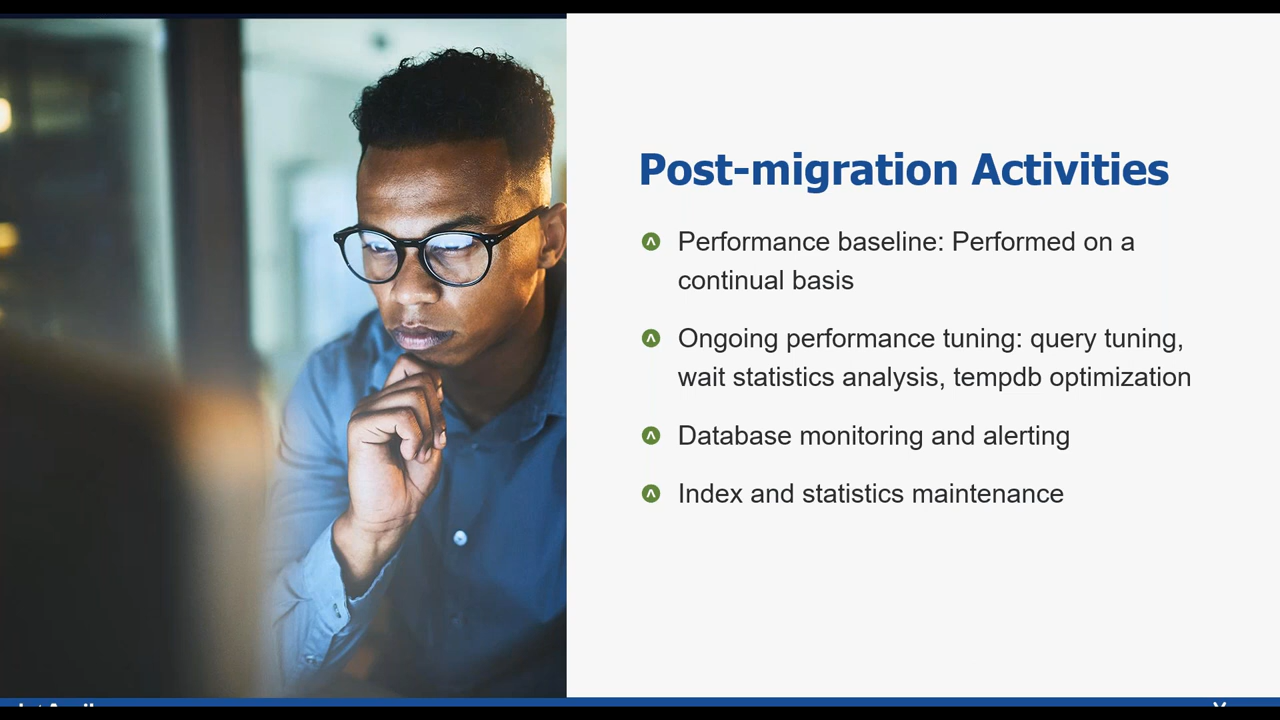 Post-migration Activities
Performance baseline: Performed on a
continual basis
Ongoing performance tuning: query tuning,
wait statistics analysis, tempdb optimization
Database monitoring and alerting
Index and statistics maintenance